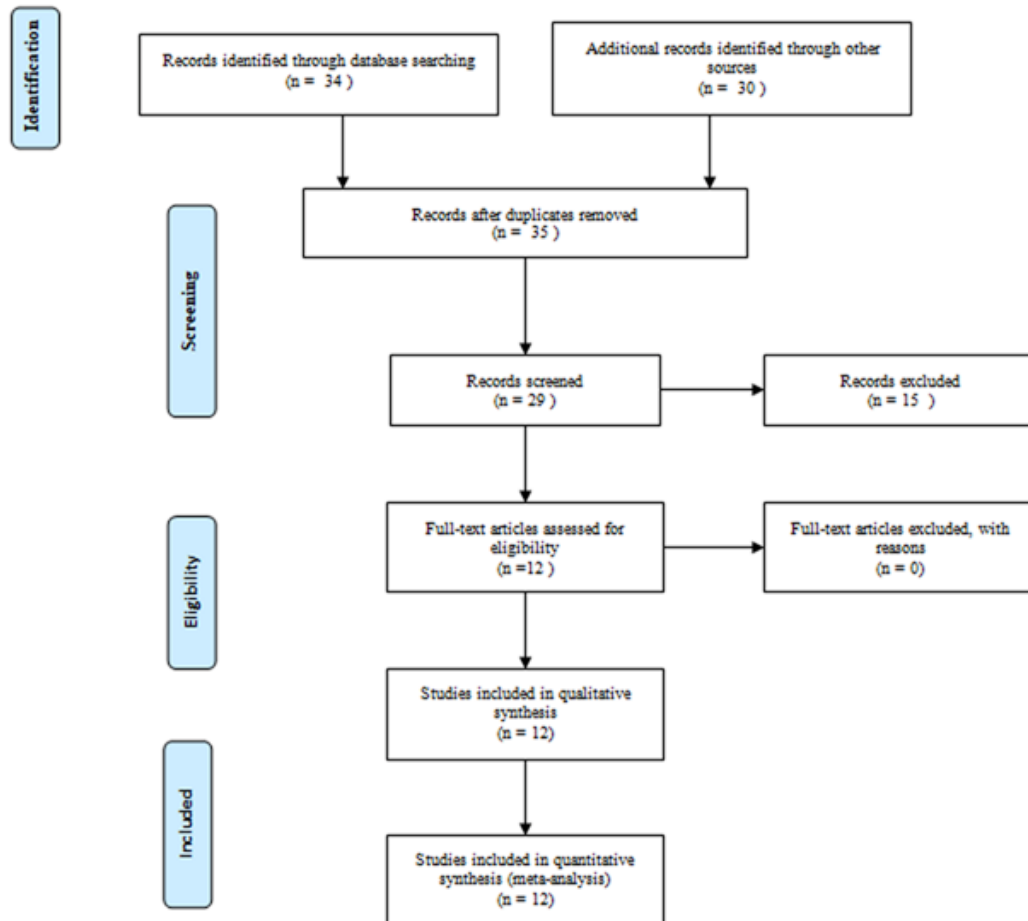 Identification
Records identified through database searching
(n =  34 )
Additional records identified through other
sources
(n =  30 )
Records after duplicates removed
(n =  35 )
Screening
Records screened
(n = 29 )
Records excluded
(n = 15  )
Full-text articles assessed for
eligibility
(n =12 )
Full-text articles excluded, with
reasons
(n = 0)
Eligibility
Studies included in qualitative
synthesis
(n = 12)
Included
Studies included in quantitative
synthesis (meta-analysis)
(n = 12)